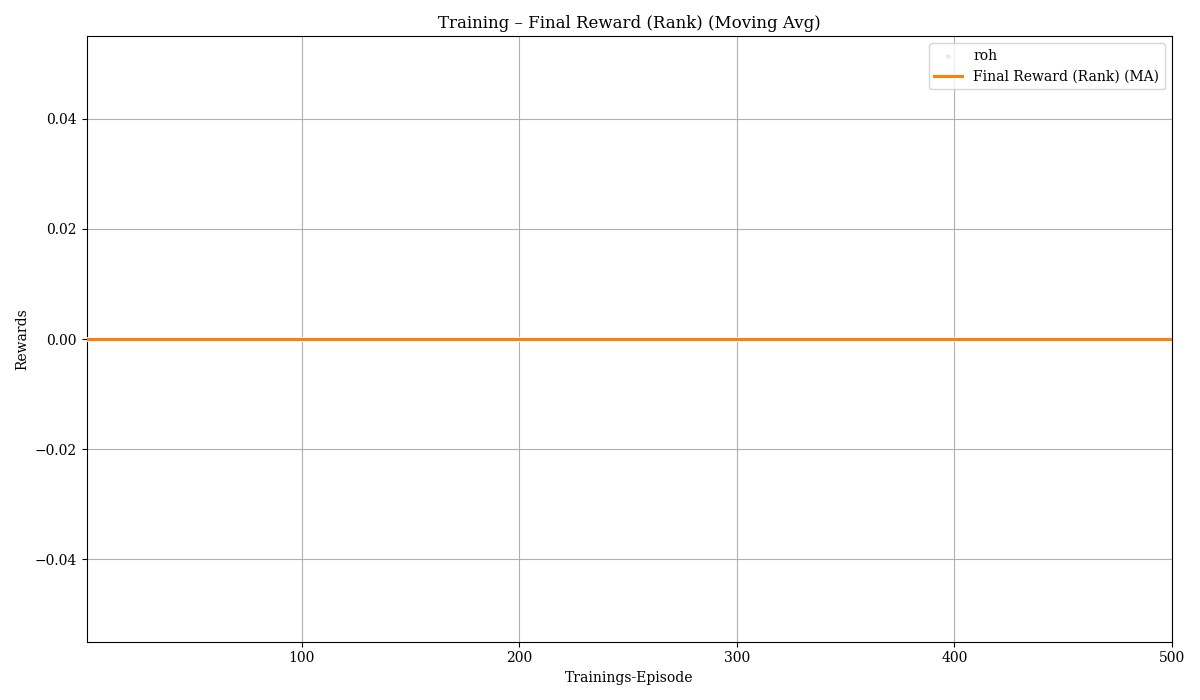 Training – Final Reward (Rank) (Moving Avg)
roh
Final Reward (Rank) (MA)
0.04
0.02
0.00
−0.02
−0.04
Rewards
100 200 300 400 500
Trainings-Episode